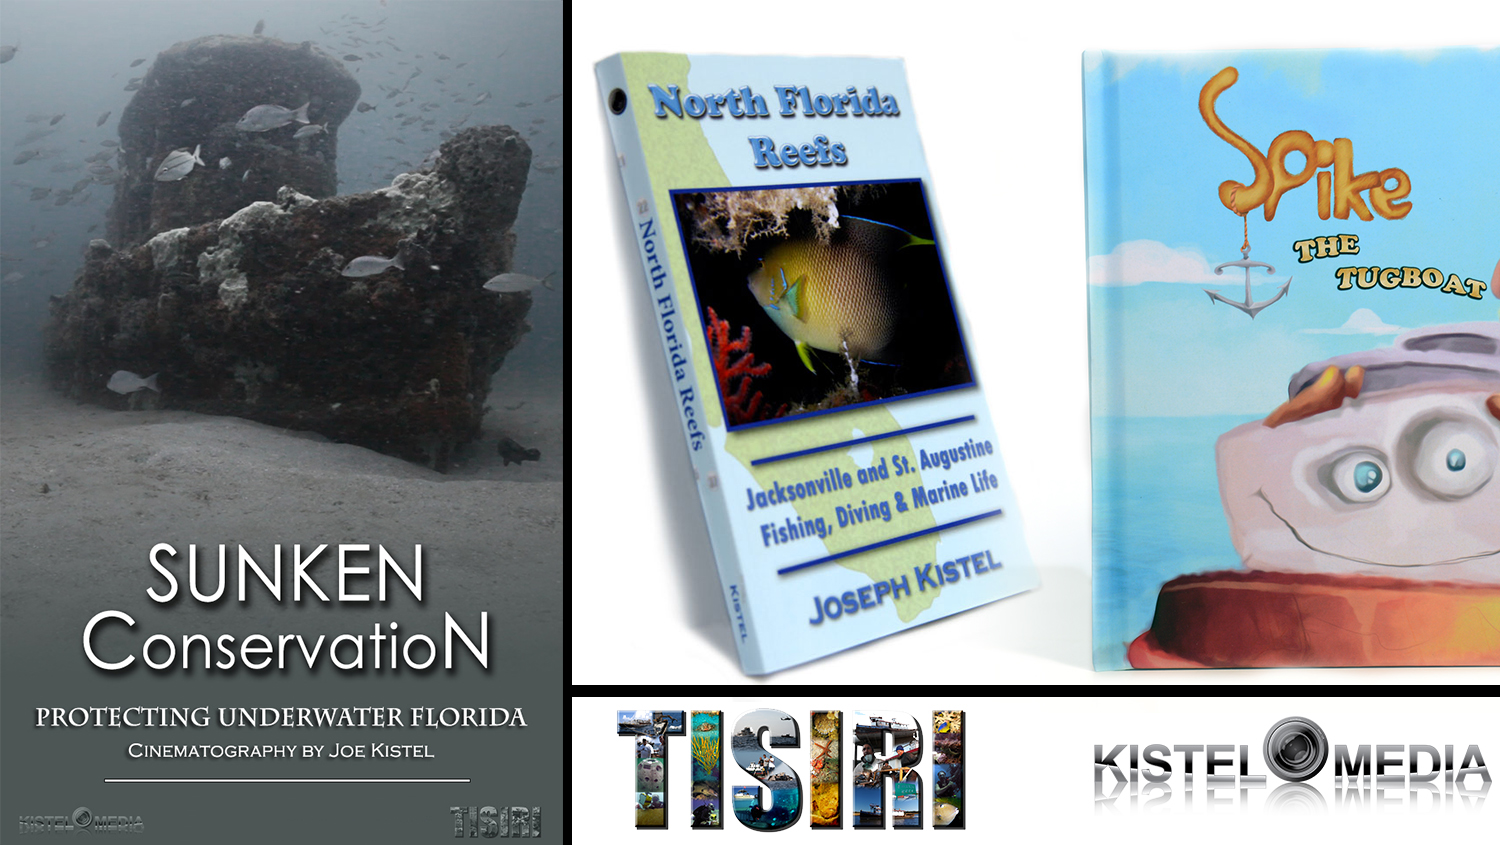 SUNKEN
ConservatioN
PROTECTING UNDERWATER FLORIDA
CINEMATOGRAPHY BY JOE KISTEL
KISTEL MEDIA
TISIRI
North Florida
Reefs
North Florida Reefs
KISTEL
Jacksonville and St. Augustine
Fishing, Diving & Marine Life
JOSEPH KISTEL
Spike
THE
TUGBOAT
TISIRI
KISTEL MEDIA